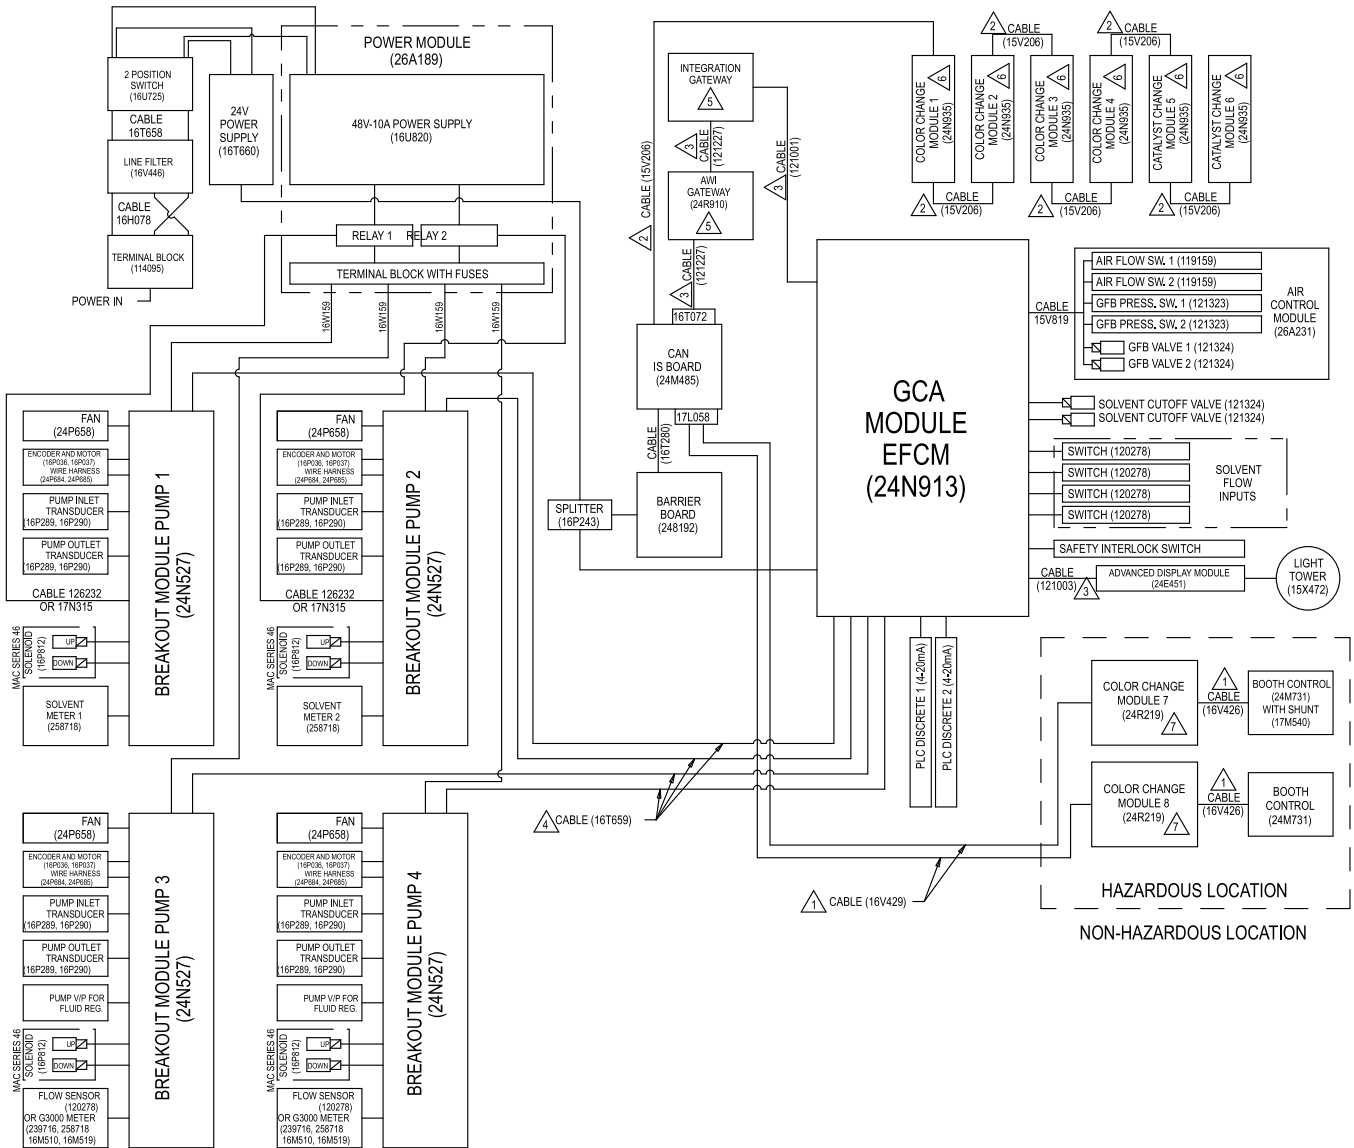 POWER MODULE
(26A189)
2 POSITION
SWITCH
(16U725)
CABLE
16T658
LINE FILTER
(16V446)
CABLE
16H078
TERMINAL BLOCK
(114095)
POWER IN
24V
POWER
SUPPLY
(16T660)
48V-10A POWER SUPPLY
(16U820)
RELAY 1
RELAY 2
TERMINAL BLOCK WITH FUSES
16W159
16W159
16W159
16W159
INTEGRATION
GATEWAY
5
3
CABLE
(121227)
AWI
GATEWAY
(24R910)
5
3
CABLE
(121227)
CABLE (15V206)
2
3
CABLE
(121001)
16T072
CAN
IS BOARD
(24M485)
17L058
CABLE
(16T280)
BARRIER
BOARD
(248192)
SPLITTER
(16P243)
2
CABLE
(15V206)
2
CABLE
(15V206)
COLOR CHANGE
MODULE 1
(24N935)
6
COLOR CHANGE
MODULE 2
(24N935)
6
COLOR CHANGE
MODULE 3
(24N935)
6
COLOR CHANGE
MODULE 4
(24N935)
6
CATALYST CHANGE
MODULE 5
(24N935)
6
CATALYST CHANGE
MODULE 6
(24N935)
6
2
CABLE
(15V206)
2
CABLE
(15V206)
2
CABLE
(15V206)
GCA
MODULE
EFCM
(24N913)
CABLE
15V819
AIR FLOW SW. 1 (119159)
AIR FLOW SW. 2 (119159)
GFB PRESS. SW. 1 (121323)
GFB PRESS. SW. 2 (121323)
GFB VALVE 1 (121324)
GFB VALVE 2 (121324)
AIR
CONTROL
MODULE
(26A231)
SOLVENT CUTOFF VALVE (121324)
SOLVENT CUTOFF VALVE (121324)
SWITCH (120278)
SWITCH (120278)
SWITCH (120278)
SWITCH (120278)
SOLVENT
FLOW
INPUTS
SAFETY INTERLOCK SWITCH
CABLE
(121003)
3
ADVANCED DISPLAY MODULE
(24E451)
LIGHT
TOWER
(15X472)
PLC DISCRETE 1 (4-20mA)
PLC DISCRETE 2 (4-20mA)
COLOR CHANGE
MODULE 7
(24R219)
7
1
CABLE
(16V426)
BOOTH CONTROL
(24M731)
WITH SHUNT
(17M540)
COLOR CHANGE
MODULE 8
(24R219)
7
1
CABLE
(16V426)
BOOTH
CONTROL
(24M731)
HAZARDOUS LOCATION
NON-HAZARDOUS LOCATION
4
CABLE (16T659)
1
CABLE (16V429)
FAN
(24P658)
ENCODER AND MOTOR
(16P036, 16P037)
WIRE HARNESS
(24P684, 24P685)
PUMP INLET
TRANSDUCER
(16P289, 16P290)
PUMP OUTLET
TRANSDUCER
(16P289, 16P290)
CABLE 126232
OR 17N315
MAC SERIES 46
SOLENOID
(16P812)
UP
DOWN
SOLVENT
METER 1
(258718)
BREAKOUT MODULE PUMP 1
(24N527)
FAN
(24P658)
ENCODER AND MOTOR
(16P036, 16P037)
WIRE HARNESS
(24P684, 24P685)
PUMP INLET
TRANSDUCER
(16P289, 16P290)
PUMP OUTLET
TRANSDUCER
(16P289, 16P290)
CABLE 126232
OR 17N315
MAC SERIES 46
SOLENOID
(16P812)
UP
DOWN
SOLVENT
METER 2
(258718)
BREAKOUT MODULE PUMP 2
(24N527)
FAN
(24P658)
ENCODER AND MOTOR
(16P036, 16P037)
WIRE HARNESS
(24P684, 24P685)
PUMP INLET
TRANSDUCER
(16P289, 16P290)
PUMP OUTLET
TRANSDUCER
(16P289, 16P290)
PUMP V/P FOR
FLUID REG.
MAC SERIES 46
SOLENOID
(16P812)
UP
DOWN
FLOW SENSOR
(120278)
OR G3000 METER
(239716, 258718
16M510, 16M519)
BREAKOUT MODULE PUMP 3
(24N527)
FAN
(24P658)
ENCODER AND MOTOR
(16P036, 16P037)
WIRE HARNESS
(24P684, 24P685)
PUMP INLET
TRANSDUCER
(16P289, 16P290)
PUMP OUTLET
TRANSDUCER
(16P289, 16P290)
PUMP V/P FOR
FLUID REG.
MAC SERIES 46
SOLENOID
(16P812)
UP
DOWN
FLOW SENSOR
(120278)
OR G3000 METER
(239716, 258718
16M510, 16M519)
BREAKOUT MODULE PUMP 4
(24N527)